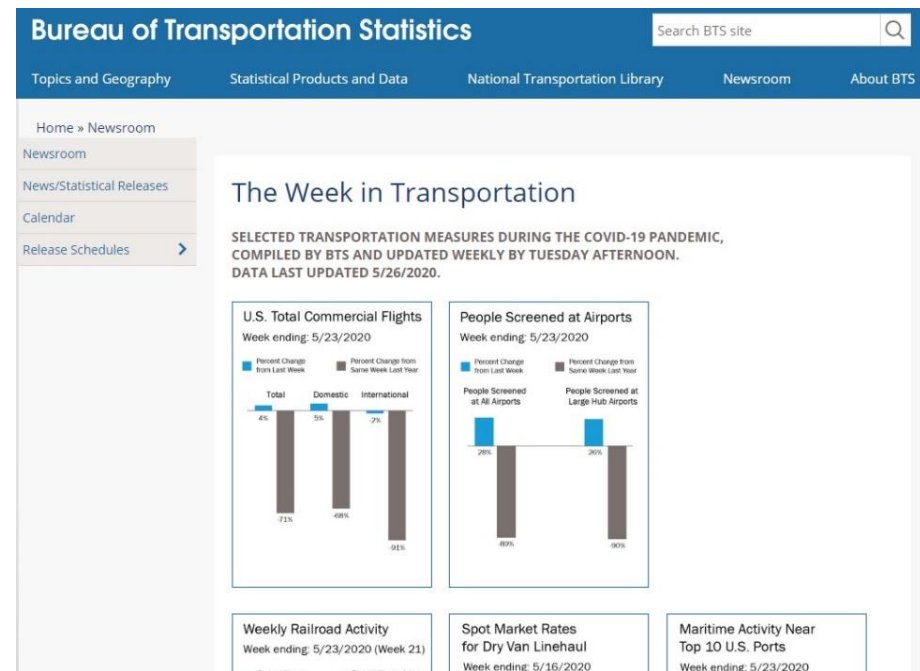 Bureau of Transportation Statistics
Search BTS site
Topics and Geography
Statistical Products and Data
National Transportation Library
Newsroom
About BTS
Home » Newsroom
Newsroom
News/Statistical Releases
Calendar
Release Schedules
The Week in Transportation
SELECTED TRANSPORTATION MEASURES DURING THE COVID-19 PANDEMIC,
COMPILED BY BTS AND UPDATED WEEKLY BY TUESDAY AFTERNOON.
DATA LAST UPDATED 5/26/2020.
U.S. Total Commercial Flights
Week ending: 5/23/2020
Percent Change
from Last Week
Percent Change from
Same Week Last Year
Total
Domestic
International
4%
5%
-2%
-71%
-68%
-91%
People Screened at Airports
Week ending: 5/23/2020
Percent Change
from Last Week
Percent Change from
Same Week Last Year
People Screened
at All Airports
People Screened at
Large Hub Airports
28%
26%
-89%
-90%
Weekly Railroad Activity
Week ending: 5/23/2020 (Week 21)
Spot Market Rates
for Dry Van Linehaul
Week ending: 5/16/2020
Maritime Activity Near
Top 10 U.S. Ports
Week ending: 5/23/2020